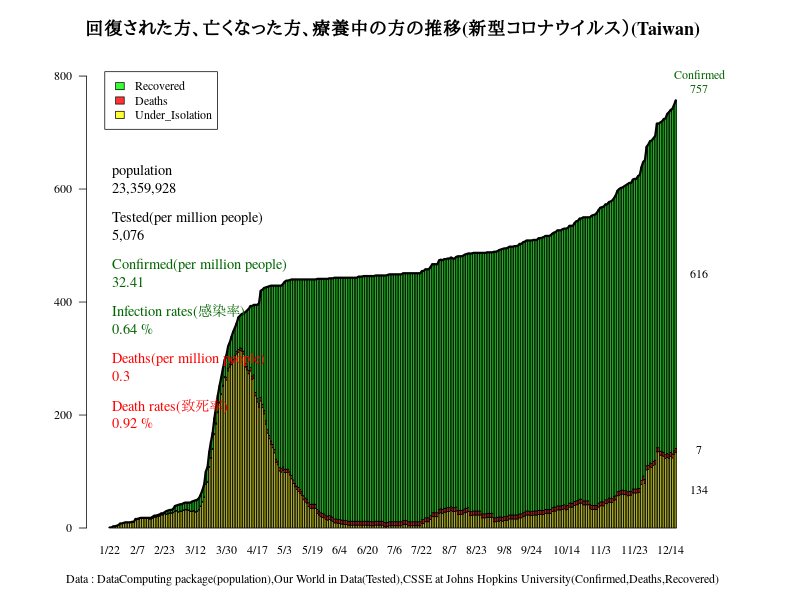 回復された方、亡くなった方、療養中の方の推移(新型コロナウイルス）(Taiwan)
Confirmed
757
800
600
400
200
0
Recovered
Deaths
Under_Isolation
population
23,359,928
Tested(per million people)
5,076
Confirmed(per million people)
32.41
Infection rates(感染率)
0.64 %
Deaths(per million people)
0.3
Death rates(致死率)
0.92 %
616
7
134
1/22 2/7 2/23 3/12 3/30 4/17 5/3 5/19 6/4 6/20 7/6 7/22 8/7 8/23 9/8 9/24 10/14 11/3 11/23 12/14
Data : DataComputing package(population),Our World in Data(Tested),CSSE at Johns Hopkins University(Confirmed,Deaths,Recovered)